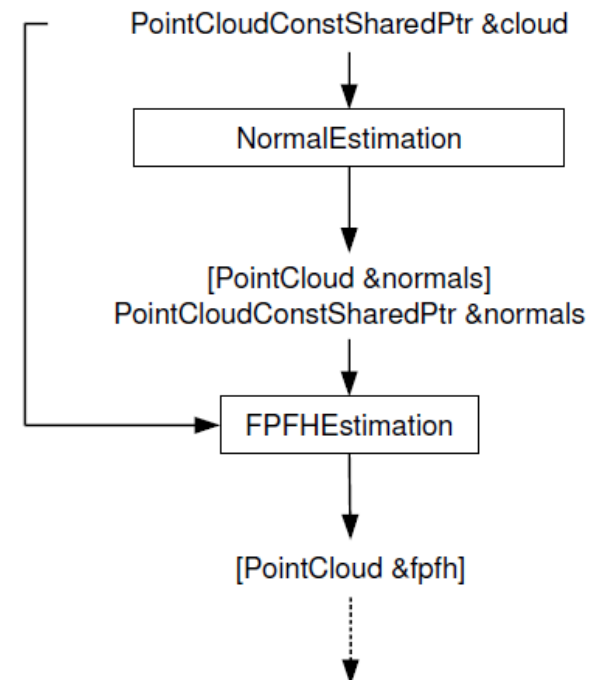 PointCloudConstSharedPtr &cloud
NormalEstimation
[PointCloud &normals]
PointCloudConstSharedPtr &normals
FPFHEstimation
[PointCloud &fpfh]